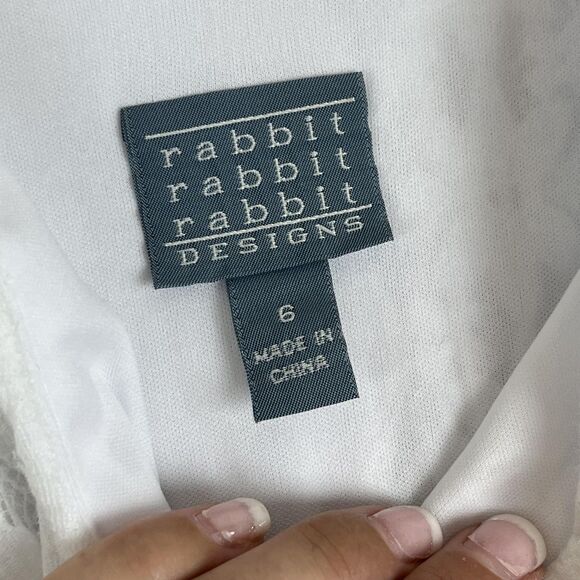 rabbit
rabbit
rabbit
DESIGNS
6
MADE IN
CHINA